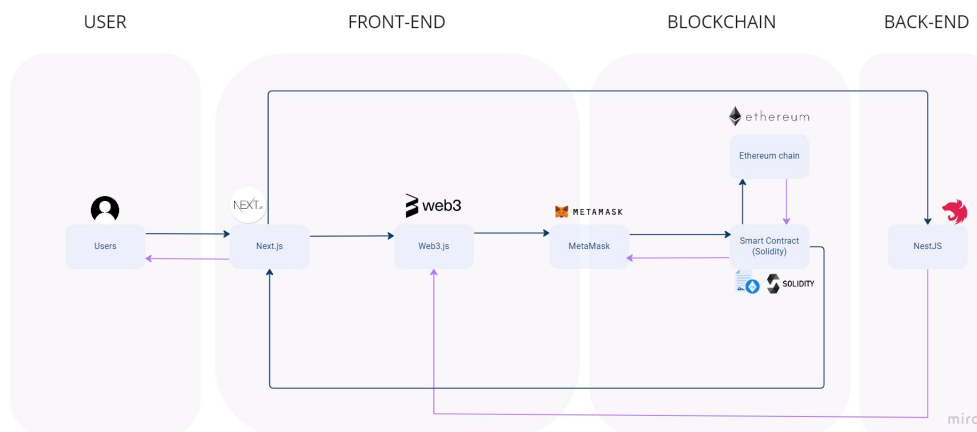 USER
FRONT-END
BLOCKCHAIN
BACK-END
ethereum
Ethereum chain
NEXT.
web3
METAMASK
Users
Next.js
Web3.js
MetaMask
Smart Contract
(Solidity)
NestJS
SOLIDITY
miro